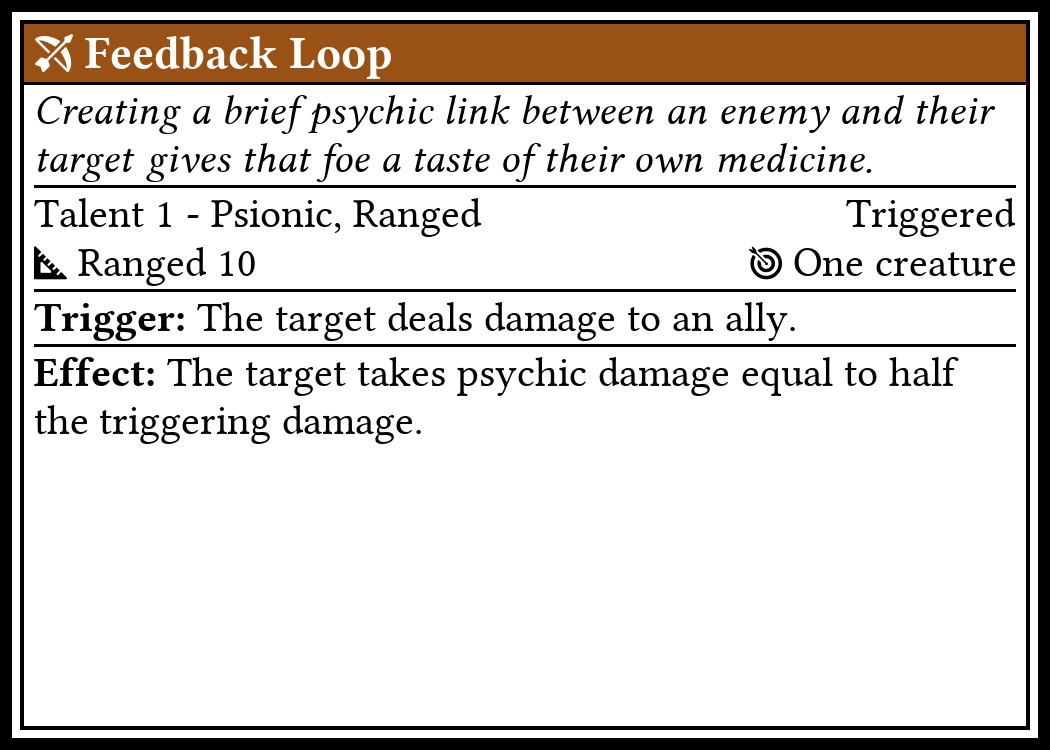 Feedback Loop
Creating a brief psychic link between an enemy and their
target gives that foe a taste of their own medicine.
Talent 1 - Psionic, Ranged Triggered
Ranged 10 One creature
Trigger: The target deals damage to an ally.
Effect: The target takes psychic damage equal to half
the triggering damage.